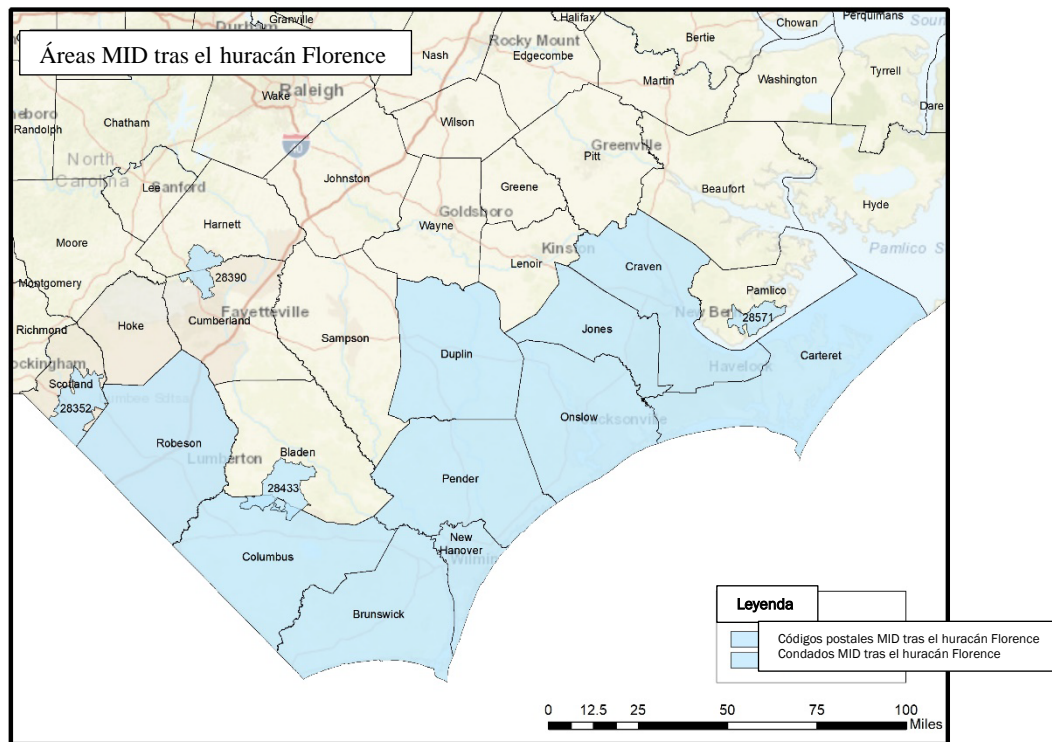 Granville
Halifax
Chowan
Perquimans
Durham
Nash
Rocky Mount
Edgecombe
Bertie
Áreas MID tras el huracán Florence
Martin
Washington
Tyrrell
Raleigh
Wake
Dare
Chatham
Randolph
Wilson
North
Carolina
Pitt
Greenville
Johnston
Lee
Sanford
Greene
Beaufort
Hyde
Harnett
Goldsboro
Wayne
Moore
Kinston
Pamlico S
Lenoir
Craven
28390
Montgomery
Pamlico
Fayetteville
New Bern
28571
Richmond
Hoke
Cumberland
Jones
Sampson
Duplin
Carteret
Havelock
ockingham
Scotland
28352
Onslow
Jacksonville
Robeson
Lumberton
Bladen
Pender
28433
New
Hanover
Columbus
Wilmin
Brunswick
Leyenda
Códigos postales MID tras el huracán Florence
Condados MID tras el huracán Florence
0 12.5 25 50 75 100
Miles